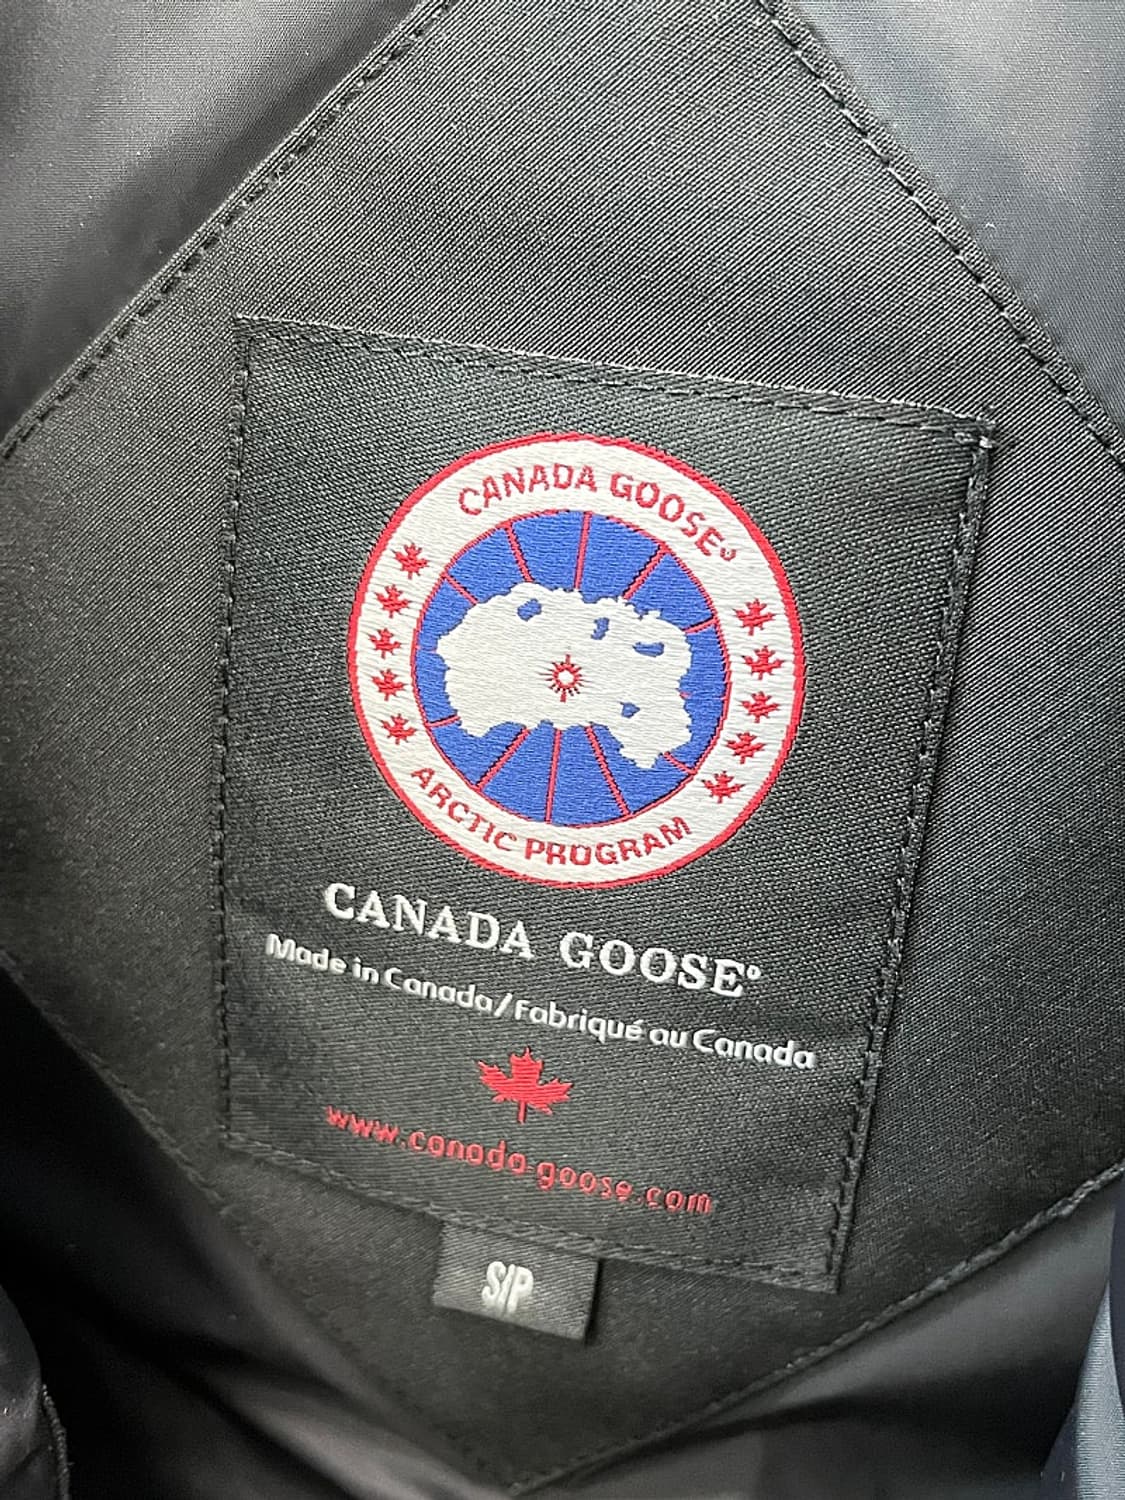 CANADA GOOSE®
ARCTIC PROGRAM
CANADA GOOSE®
Made in Canada/Fabriqué au Canada
www.canada-goose.com
S/P